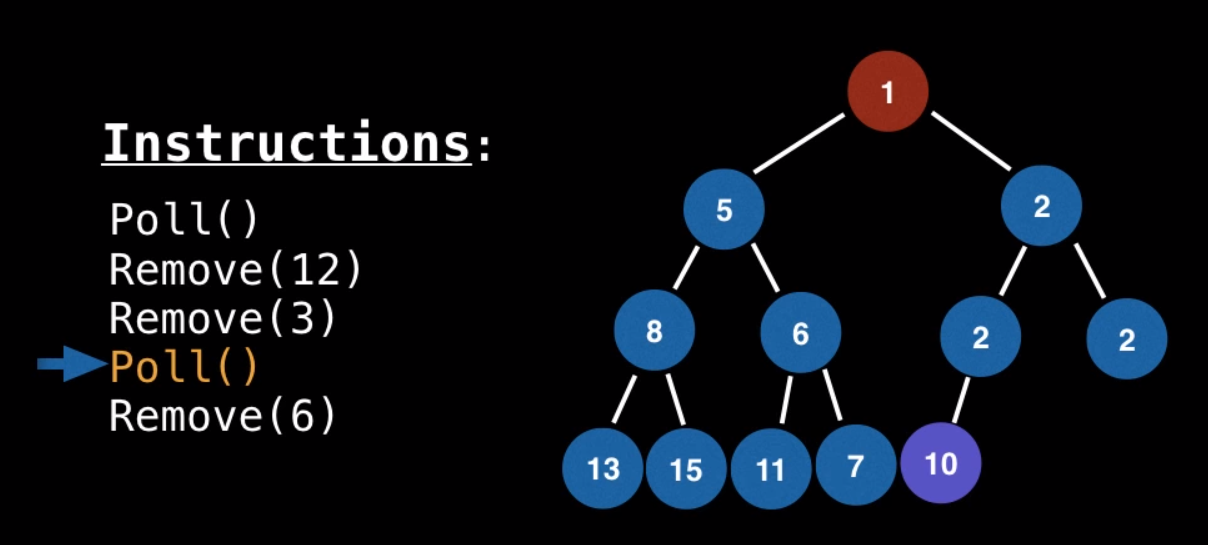 Instructions:
Poll()
Remove(12)
Remove(3)
Poll()
Remove(6)
1
5 2
8 6 2 2
13 15 11 7 10